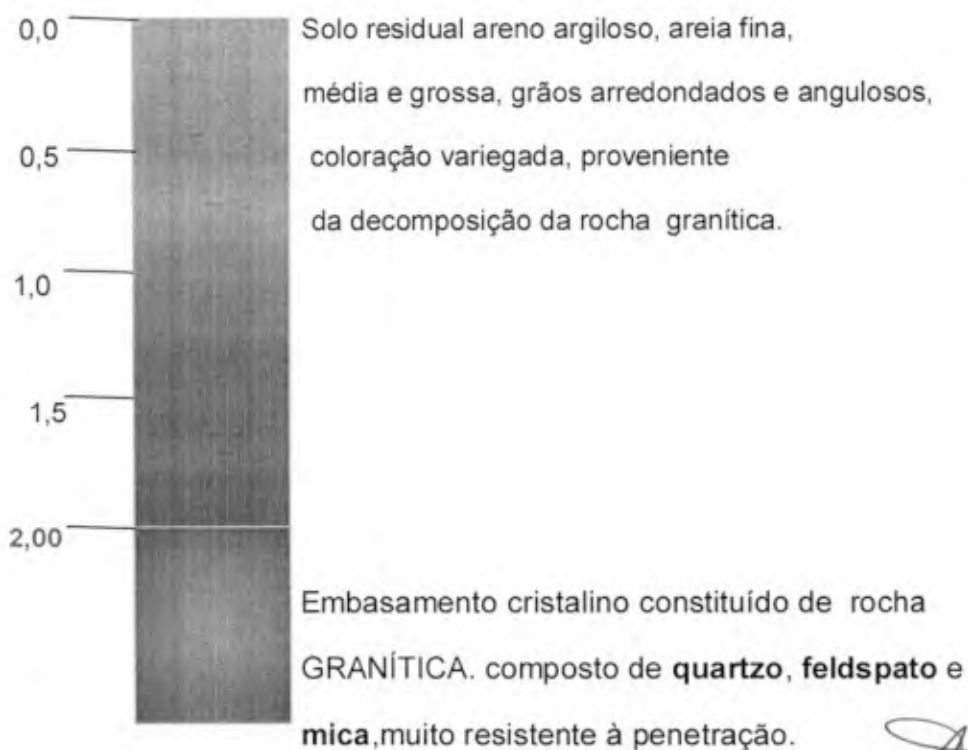 0,0
Solo residual areno argiloso, areia fina,
média e grossa, grãos arredondados e angulosos,
0,5
coloração variegada, proveniente
da decomposição da rocha granítica.
1,0
1,5
2,00
Embasamento cristalino constituído de rocha
GRANÍTICA. composto de quartzo, feldspato e
mica,muito resistente à penetração.